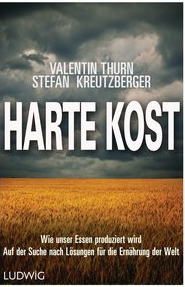 VALENTIN THURN
STEFAN KREUTZBERGER
HARTE KOST
Wie unser Essen produziert wird
Auf der Suche nach Lösungen für die Ernährung der Welt
LUDWIG